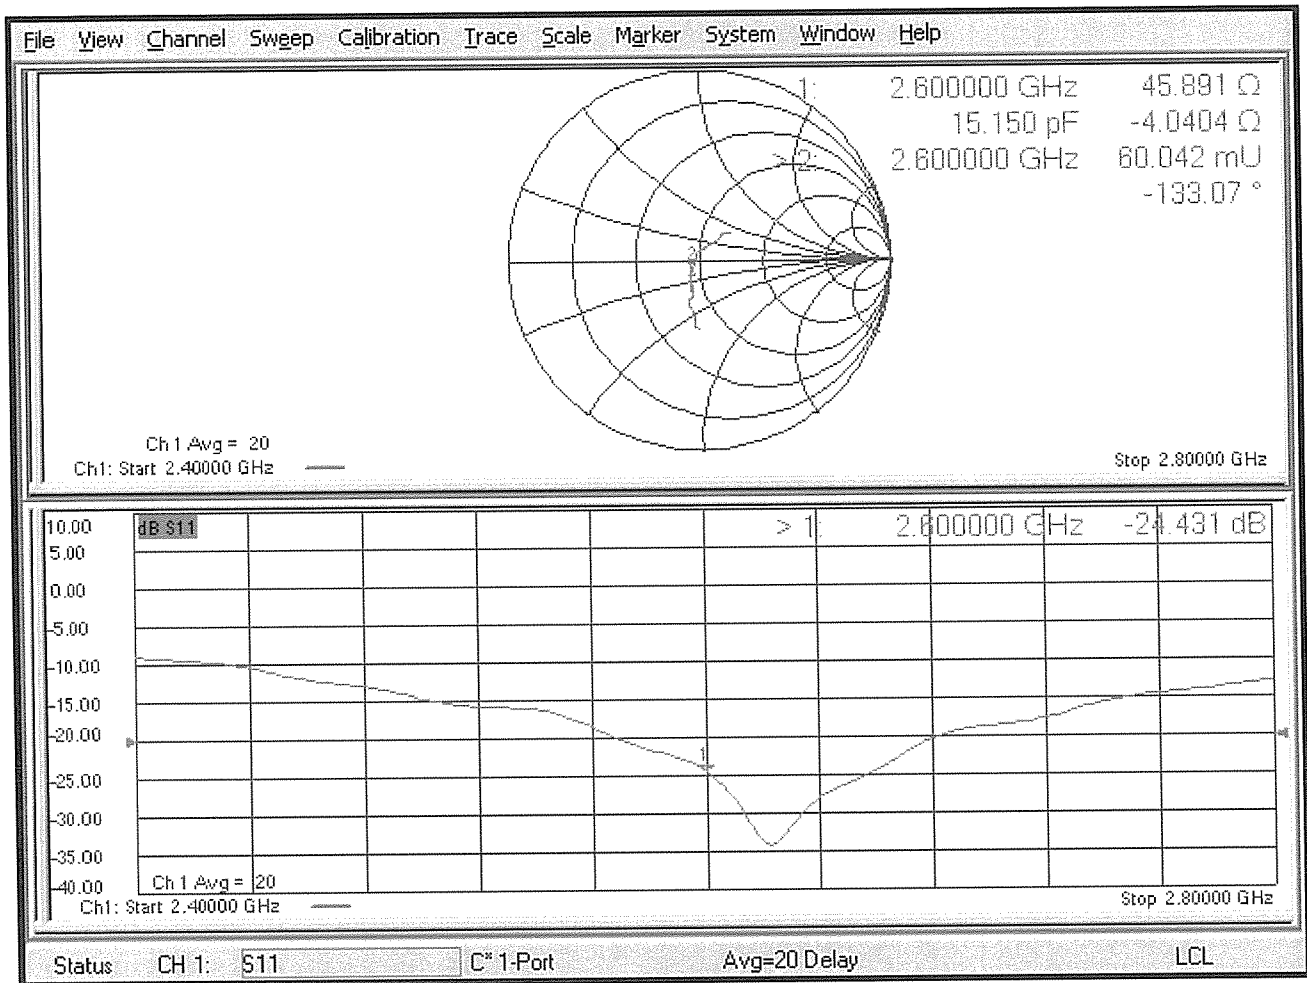 File View Channel Sweep Calibration Trace Scale Marker System Window Help
1: 2.600000 GHz 45.891 Ω
15.150 pF -4.0404 Ω
> 2: 2.600000 GHz 60.042 mU
-133.07 °
2
Ch 1 Avg = 20
Ch1: Start 2.40000 GHz
Stop 2.80000 GHz
10.00 dB S11 > 1: 2.600000 GHz -24.431 dB
5.00
0.00
-5.00
-10.00
-15.00
-20.00
1
-25.00
-30.00
-35.00
-40.00
Ch 1 Avg = 20
Ch1: Start 2.40000 GHz
Stop 2.80000 GHz
Status CH 1: S11 C* 1-Port Avg=20 Delay LCL